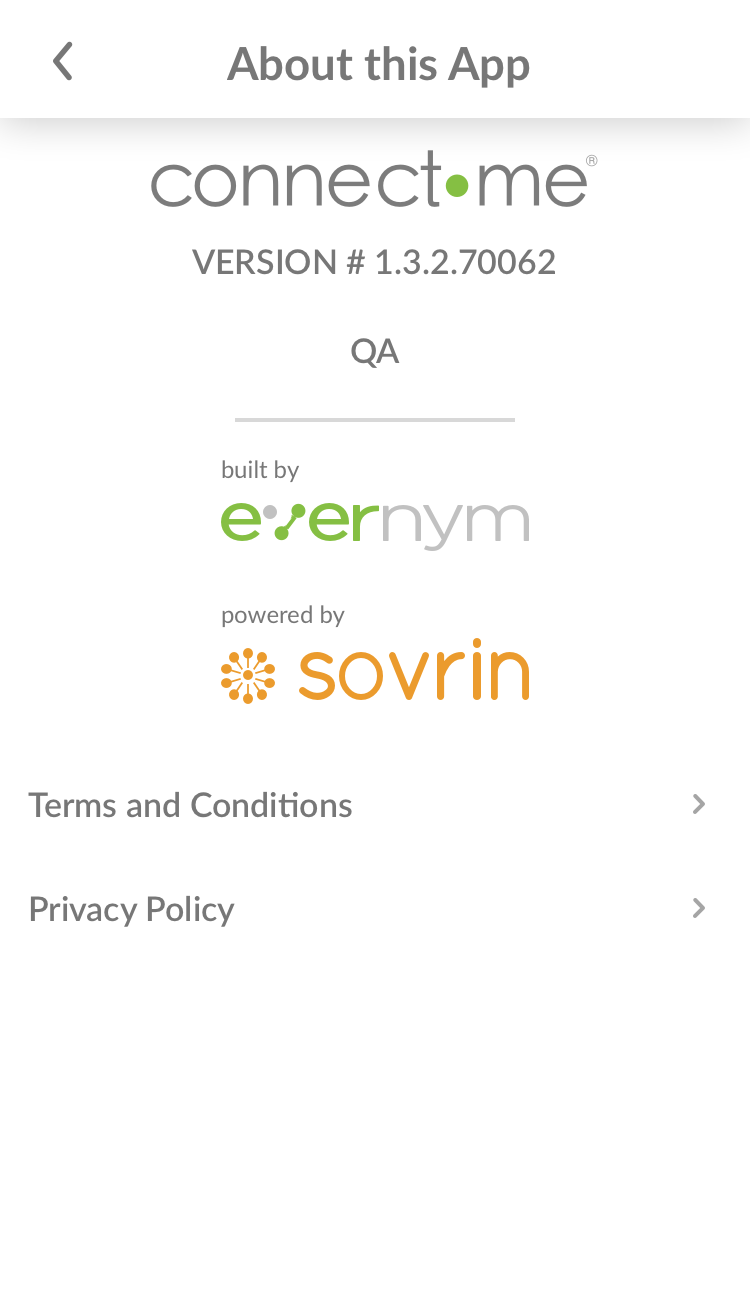 About this App
connect•me®
VERSION # 1.3.2.70062
QA
built by
evernym
powered by
sovrin
Terms and Conditions
Privacy Policy